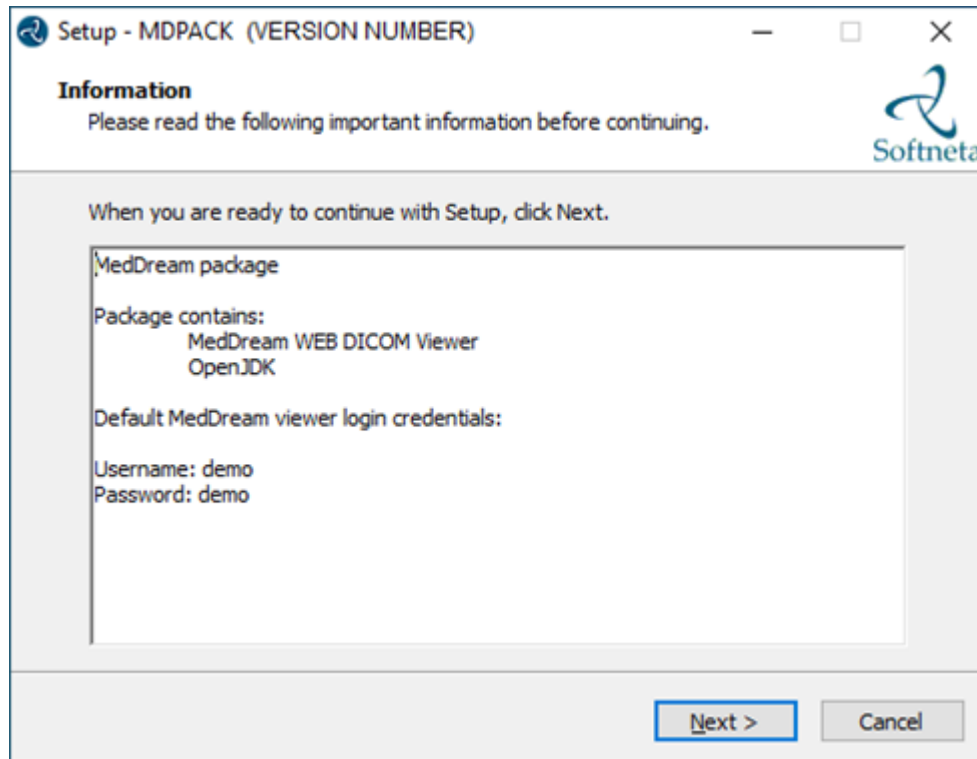 Setup - MDPACK (VERSION NUMBER)
Information
Please read the following important information before continuing.
Softneta
When you are ready to continue with Setup, click Next.
MedDream package
Package contains:
MedDream WEB DICOM Viewer
OpenJDK
Default MedDream viewer login credentials:
Username: demo
Password: demo
Next >
Cancel